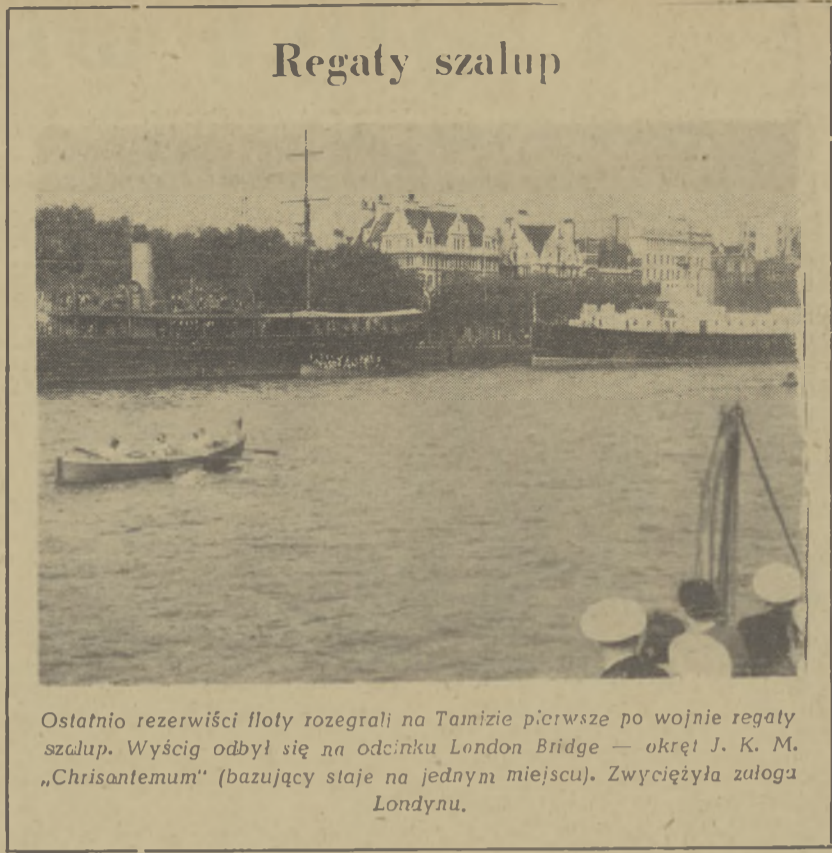 Regaty szalup
Ostatnio rezerwiści floty rozegrali na Tamizie pierwsze po wojnie regaty
szalup. Wyścig odbył się na odcinku London Bridge — okręt J. K. M.
„Chrisantemum" (bazujący staje na jednym miejscu). Zwyciężyła załoga
Londynu.